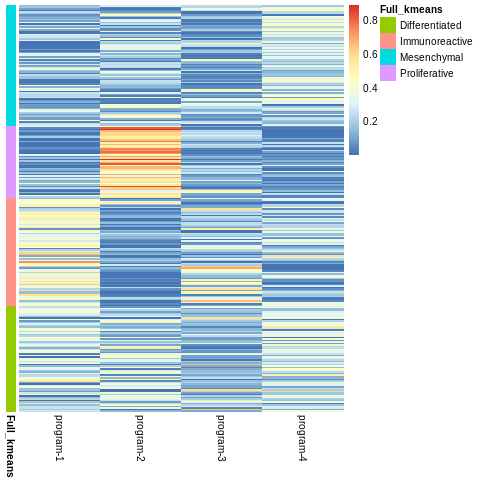 Full_kmeans
0.8
Differentiated
Immunoreactive
0.6
Mesenchymal
Proliferative
0.4
0.2
Full_kmeans
program-1
program-2
program-3
program-4